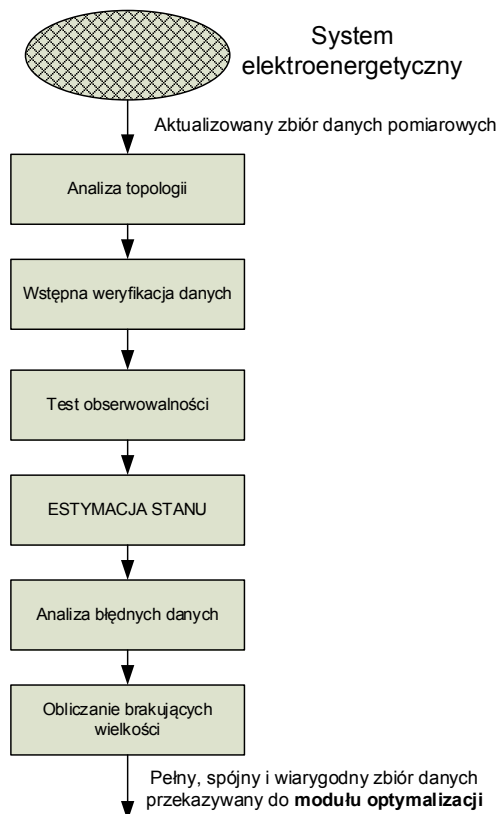 System
elektroenergetyczny
Aktualizowany zbiór danych pomiarowych
Analiza topologii
Wstępna weryfikacja danych
Test obserwowalności
ESTYMACJA STANU
Analiza błędnych danych
Obliczanie brakujących
wielkości
Pełny, spójny i wiarygodny zbiór danych
przekazywany do modułu optymalizacji